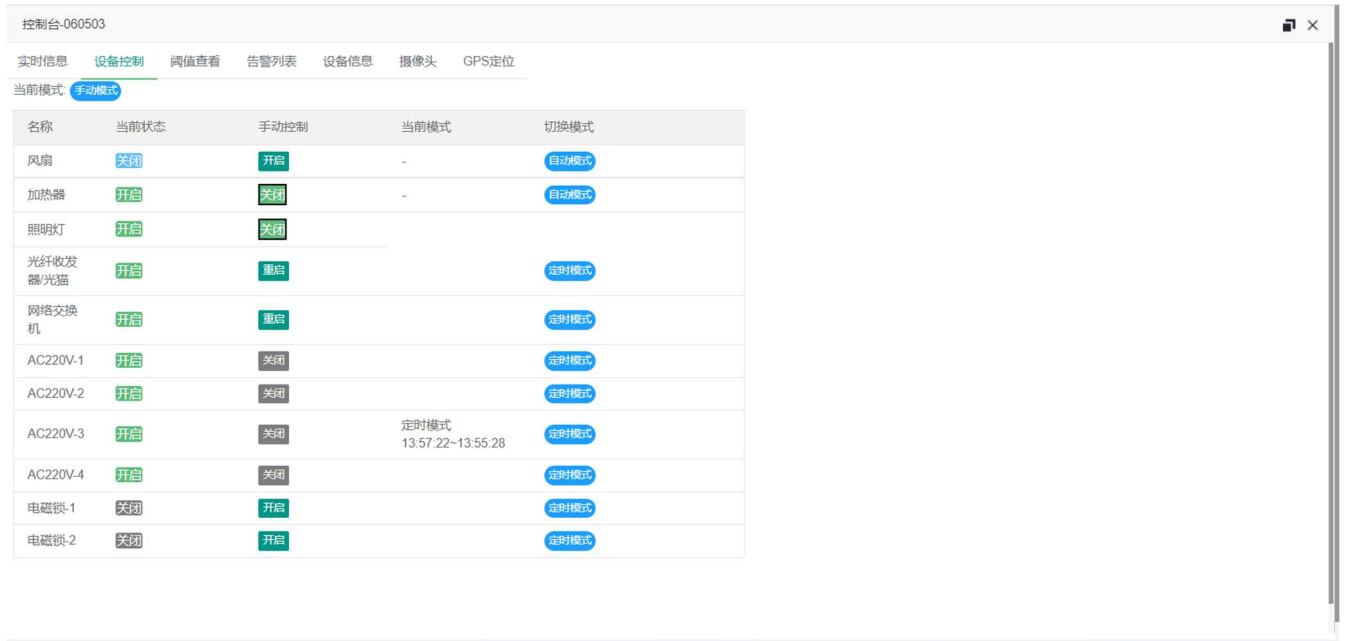 控制台-060503
实时信息 设备控制 阈值查看 告警列表 设备信息 摄像头 GPS定位
当前模式: 手动模式
名称 当前状态 手动控制 当前模式 切换模式
风扇 关闭 开启 - 自动模式
加热器 开启 关闭 - 自动模式
照明灯 开启 关闭
光纤收发
器/光猫 开启 重启 定时模式
网络交换
机 开启 重启 定时模式
AC220V-1 开启 关闭 定时模式
AC220V-2 开启 关闭 定时模式
AC220V-3 开启 关闭 定时模式 定时模式
13:57:22~13:55:28
AC220V-4 开启 关闭 定时模式
电磁锁-1 关闭 开启 定时模式
电磁锁-2 关闭 开启 定时模式